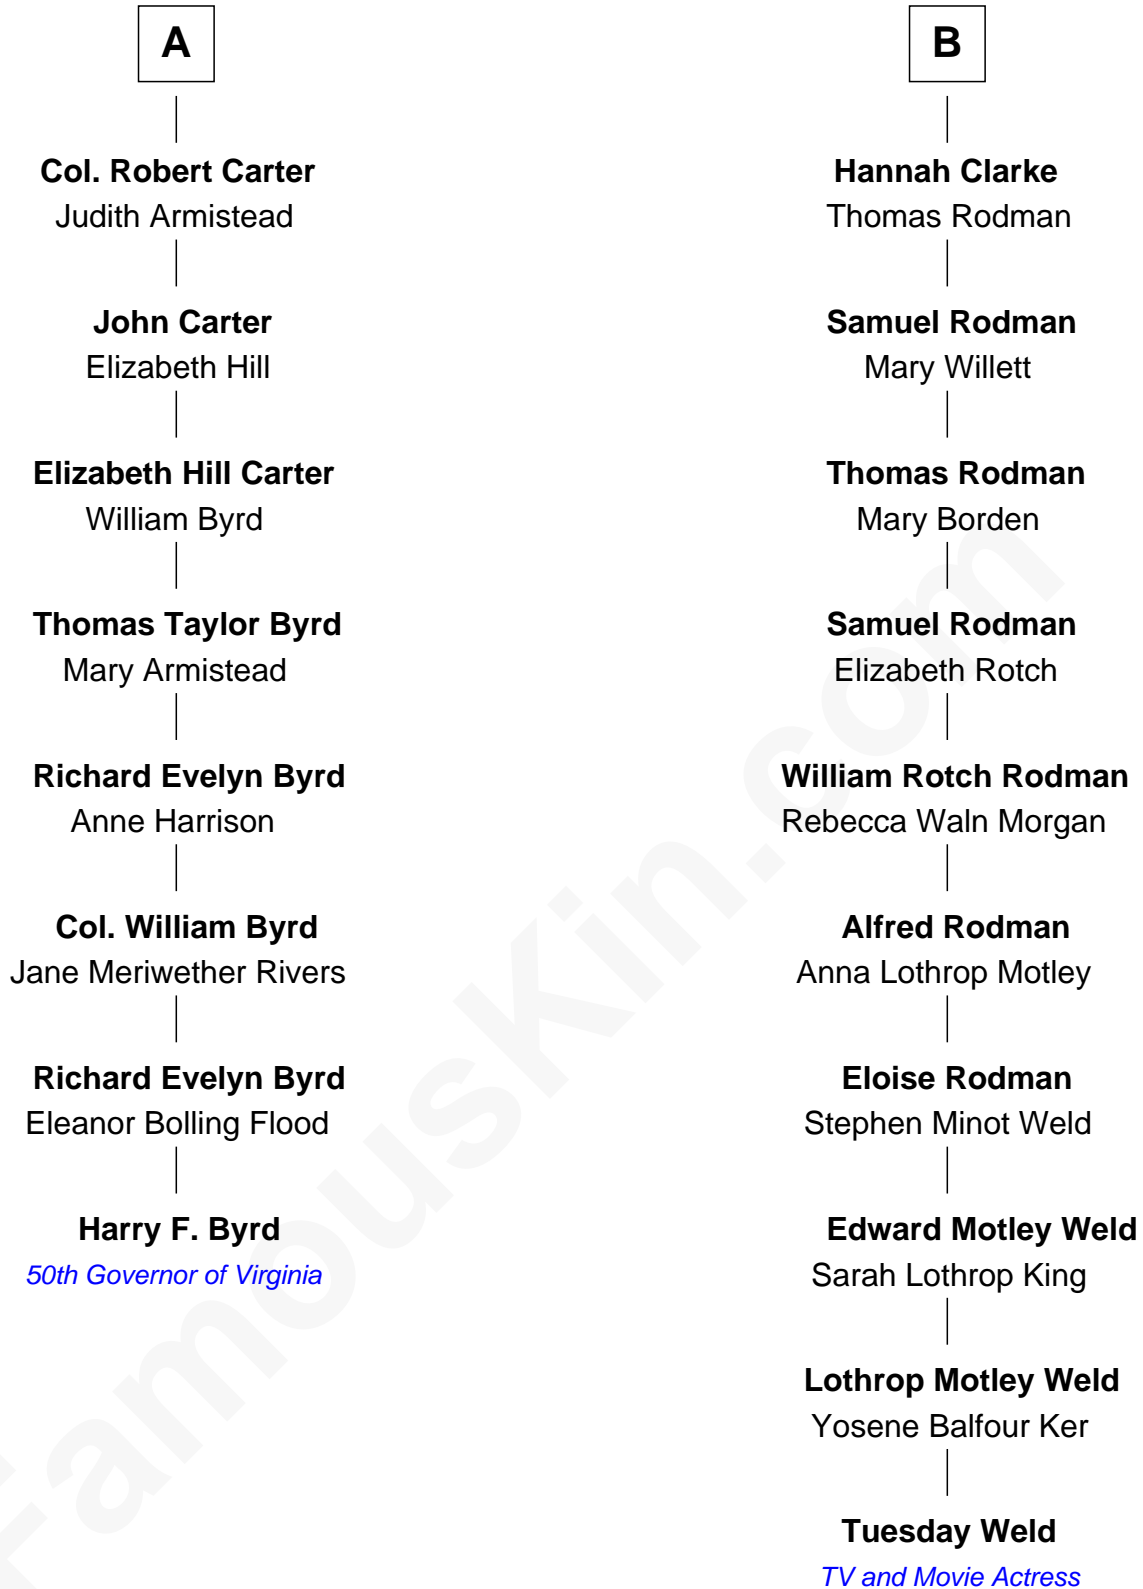 A
Col. Robert Carter
Judith Armistead
John Carter
Elizabeth Hill
Elizabeth Hill Carter
William Byrd
Thomas Taylor Byrd
Mary Armistead
Richard Evelyn Byrd
Anne Harrison
Col. William Byrd
Jane Meriwether Rivers
Richard Evelyn Byrd
Eleanor Bolling Flood
Harry F. Byrd
50th Governor of Virginia
B
Hannah Clarke
Thomas Rodman
Samuel Rodman
Mary Willett
Thomas Rodman
Mary Borden
Samuel Rodman
Elizabeth Rotch
William Rotch Rodman
Rebecca Waln Morgan
Alfred Rodman
Anna Lothrop Motley
Eloise Rodman
Stephen Minot Weld
Edward Motley Weld
Sarah Lothrop King
Lothrop Motley Weld
Yosene Balfour Ker
Tuesday Weld
TV and Movie Actress
FamousKin.com